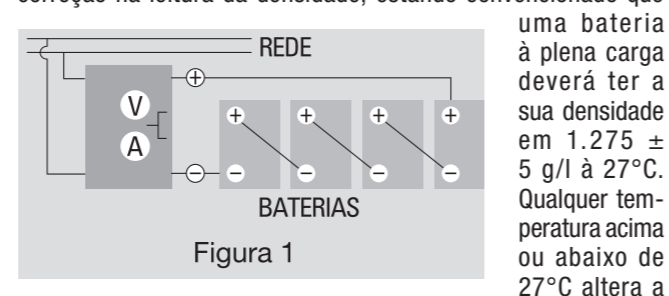 correção na leitura da densidade, estando convencionado que
uma bateria
à plena carga
deverá ter a
sua densidade
em 1.275 ±
5 g/l à 27°C.
Qualquer tem-
peratura acima
ou abaixo de
27°C altera a
REDE
+
V
A
+ + + +
−
− − − −
BATERIAS
Figura 1